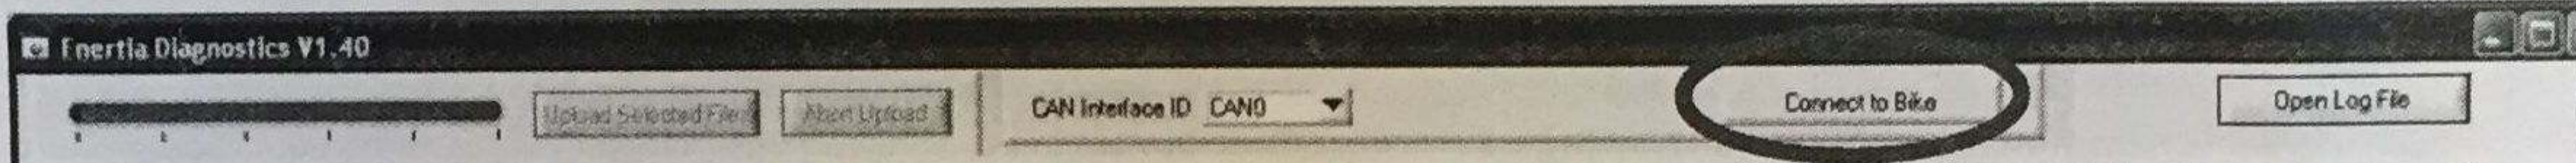 Enertia Diagnostics V1.40
Upload Selected File
Abort Upload
CAN Interface ID CAN0
Connect to Bike
Open Log File